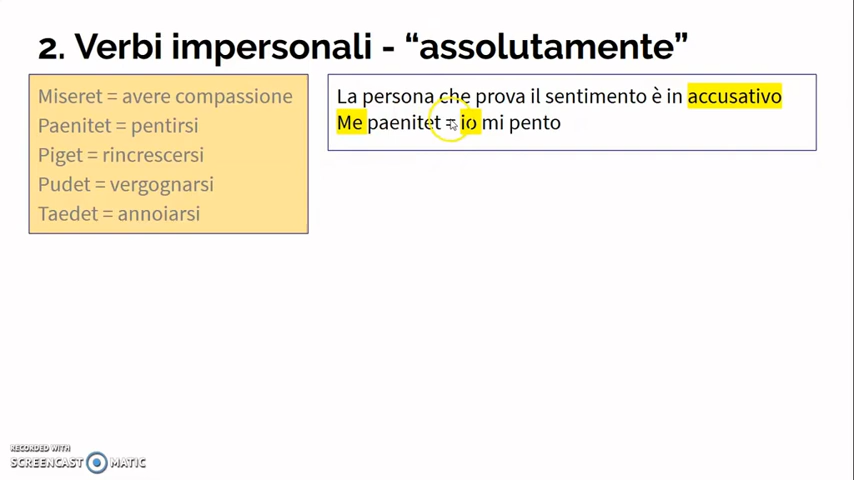 2. Verbi impersonali - “assolutamente”
Miseret = avere compassione
Paenitet = pentirsi
Piget = rincrescersi
Pudet = vergognarsi
Taedet = annoiarsi
La persona che prova il sentimento è in accusativo
Me paenitet = io mi pento
RECORDED WITH
SCREENCAST MATIC